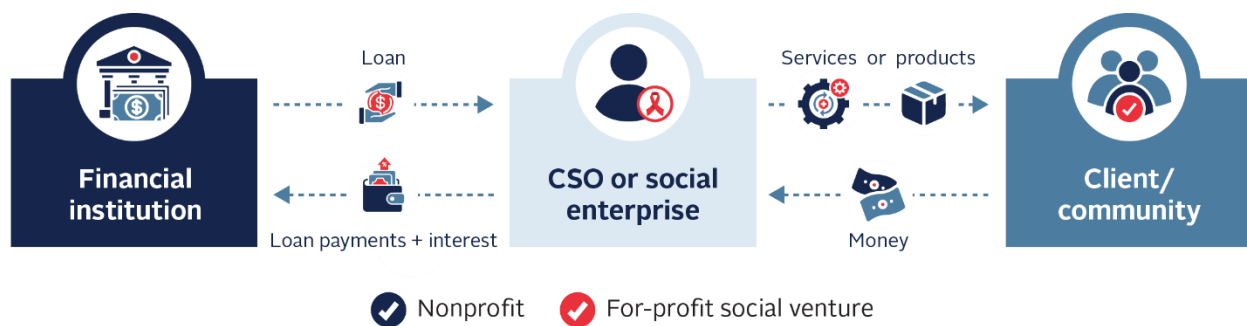 Loan
Services or products
Financial
institution
CSO or social
enterprise
Client/
community
Loan payments + interest
Money
Nonprofit
For-profit social venture